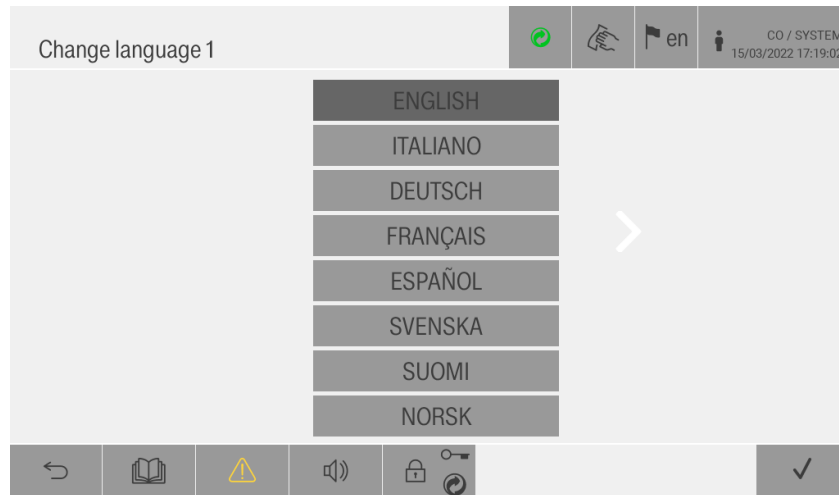 Change language 1
en
CO / SYSTEM
15/03/2022 17:19:02
ENGLISH
ITALIANO
DEUTSCH
FRANÇAIS
ESPAÑOL
SVENSKA
SUOMI
NORSK